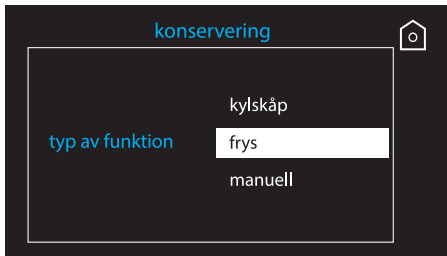 konservering
kylskåp
typ av funktion
frys
manuell